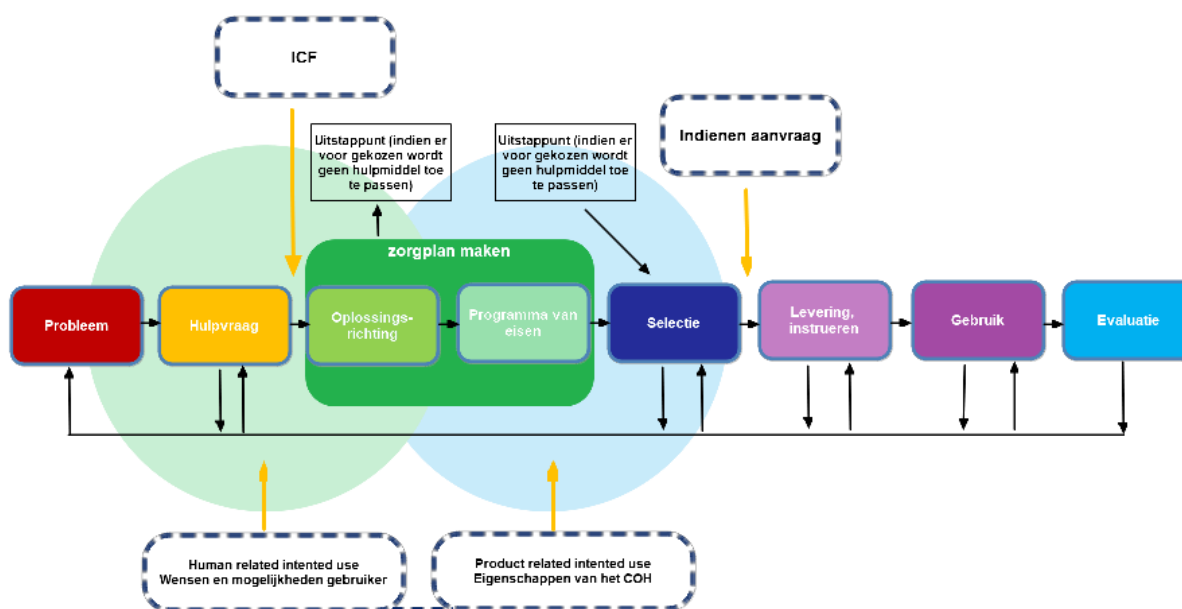 ICF
Uitstappunt (indien er
voor gekozen wordt
geen hulpmiddel toe
te passen)
Uitstappunt (indien er
voor gekozen wordt
geen hulpmiddel toe
te passen)
Indienen aanvraag
zorgplan maken
Probleem
Hulpvraag
Oplossings-
richting
Programma van
eisen
Selectie
Levering,
instrueren
Gebruik
Evaluatie
Human related intented use
Wensen en mogelijkheden gebruiker
Product related intented use
Eigenschappen van het COH